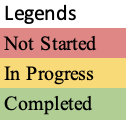 Legends
Not Started
In Progress
Completed